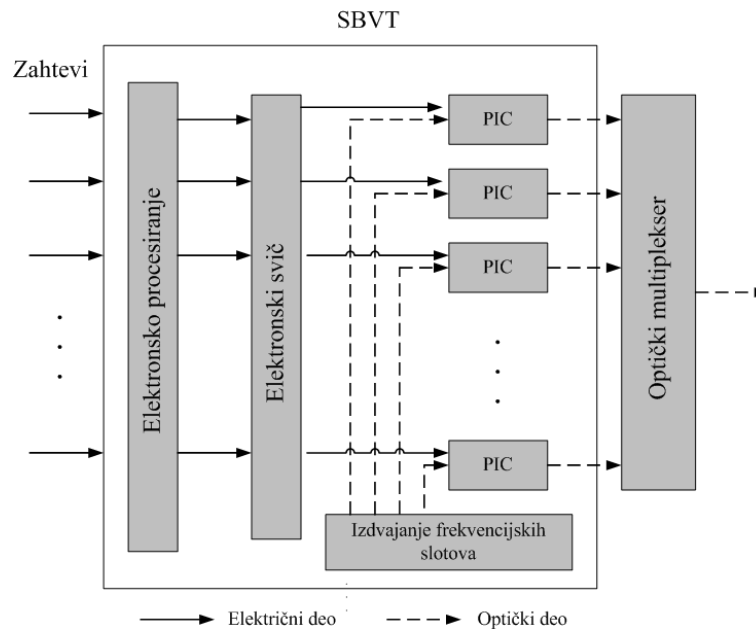 SBVT
Zahtevi
Elektronsko procesiranje
Elektronski svič
PIC
PIC
PIC
PIC
Optički multiplekser
Izdvajanje frekvencijskih
slotova
Električni deo
Optički deo